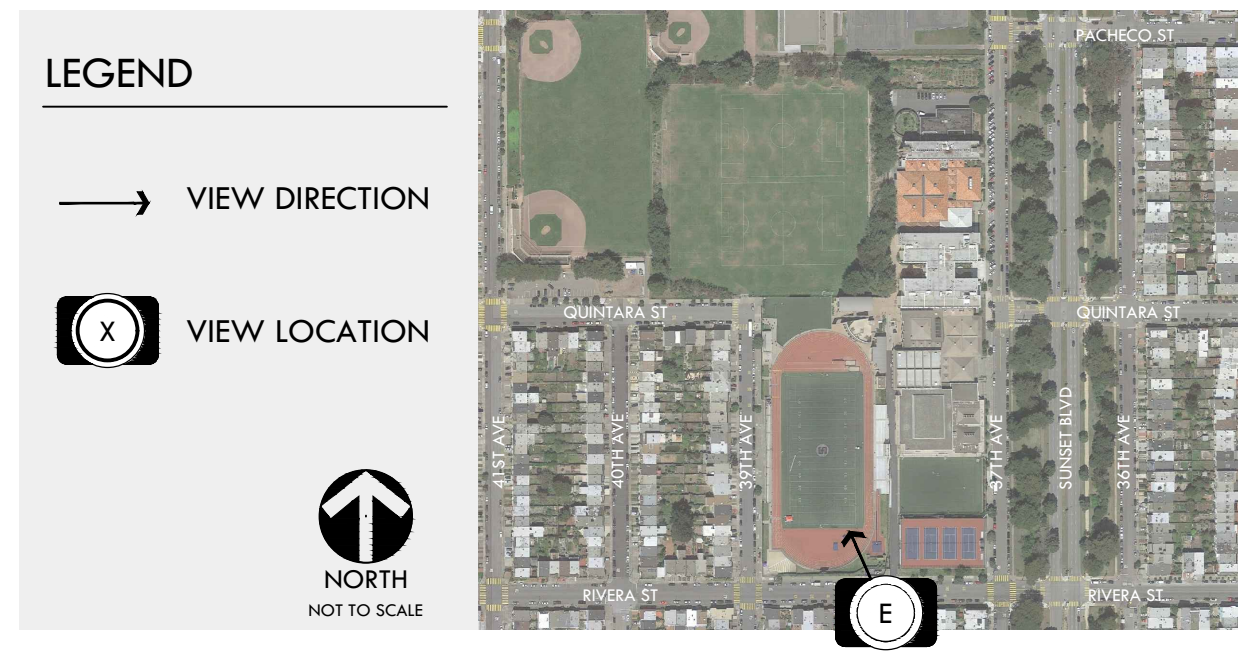 LEGEND
VIEW DIRECTION
X
VIEW LOCATION
NORTH
NOT TO SCALE
PACHECO ST
QUINTARA ST
QUINTARA ST
41ST AVE
40TH AVE
39TH AVE
37TH AVE
SUNSET BLVD
36TH AVE
RIVERA ST
RIVERA ST
E